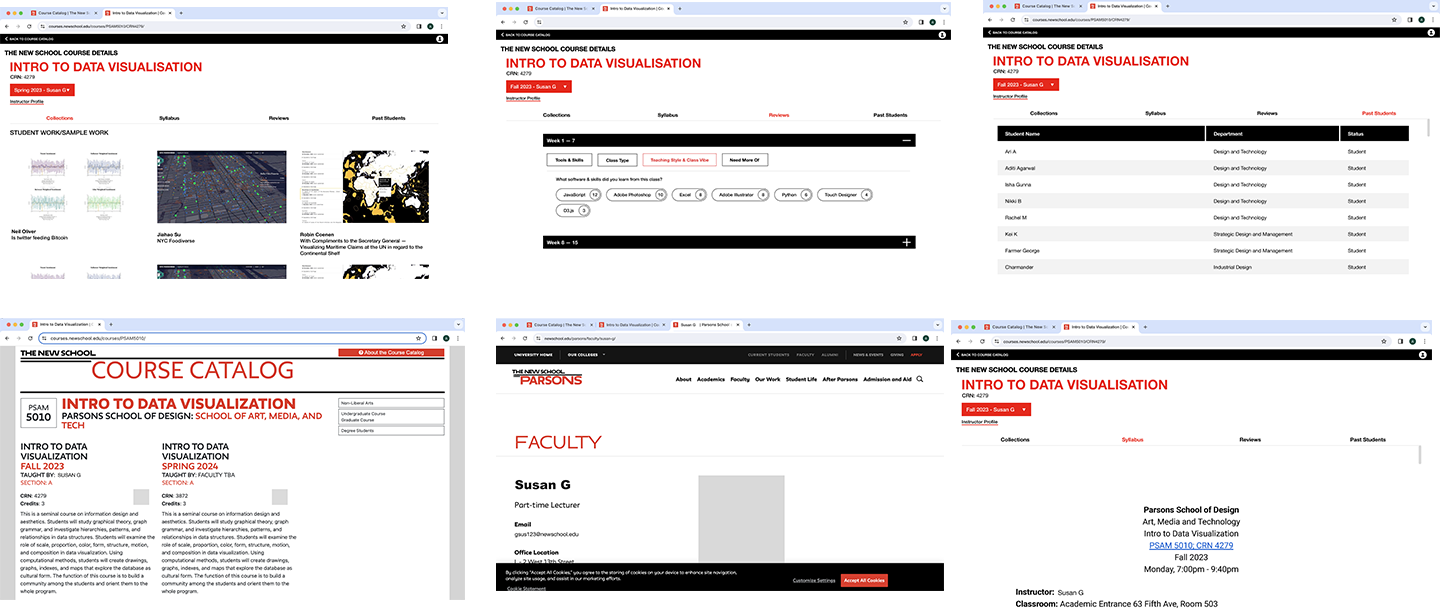 Course Catalog | The New S
Intro to Data Visualization | Co
courses.newschool.edu/courses/PSAM5010/CRN4279/
BACK TO COURSE CATALOG
THE NEW SCHOOL COURSE DETAILS
INTRO TO DATA VISUALISATION
CRN: 4279
Spring 2023 - Susan G
Instructor Profile
Collections
Syllabus
Reviews
Past Students
STUDENT WORK/SAMPLE WORK
Neil Oliver
Is twitter feeding Bitcoin
Jiahao Su
NYC Foodiverse
Robin Coenen
With Compliments to the Secretary General —
Visualizing Maritime Claims at the UN in regard to the
Continental Shelf
Course Catalog | The New S
Intro to Data Visualization | Co
BACK TO COURSE CATALOG
THE NEW SCHOOL COURSE DETAILS
INTRO TO DATA VISUALISATION
CRN: 4279
Fall 2023 - Susan G
Instructor Profile
Collections
Syllabus
Reviews
Past Students
Week 1 — 7
Tools & Skills
Class Type
Teaching Style & Class Vibe
Need More Of
What software & skills did you learn from this class?
JavaScript 12
Adobe Photoshop 10
Excel 8
Adobe Illustrator 8
Python 6
Touch Designer 4
D3.js 3
Week 8 — 15
Course Catalog | The New S
Intro to Data Visualization | Co
courses.newschool.edu/courses/PSAM5010/CRN4279/
BACK TO COURSE CATALOG
THE NEW SCHOOL COURSE DETAILS
INTRO TO DATA VISUALISATION
CRN: 4279
Fall 2023 - Susan G
Instructor Profile
Collections
Syllabus
Reviews
Past Students
Student Name
Department
Status
Ari A
Design and Technology
Student
Aditi Agarwal
Design and Technology
Student
Isha Gunna
Design and Technology
Student
Nikki B
Design and Technology
Student
Rachel M
Design and Technology
Student
Kei K
Strategic Design and Management
Student
Farmer George
Strategic Design and Management
Student
Charmander
Industrial Design
Student
Intro to Data Visualization |
courses.newschool.edu/courses/PSAM5010/
THE NEW SCHOOL
About the Course Catalog
COURSE CATALOG
PSAM
5010
INTRO TO DATA VISUALIZATION
PARSONS SCHOOL OF DESIGN: SCHOOL OF ART, MEDIA, AND
TECH
Non-Liberal Arts
Undergraduate Course
Graduate Course
Degree Students
INTRO TO DATA
VISUALIZATION
FALL 2023
TAUGHT BY: SUSAN G
SECTION: A
CRN: 4279
Credits: 3
This is a seminal course on information design and
aesthetics. Students will study graphical theory, graph
grammar, and investigate hierarchies, patterns, and
relationships in data structures. Students will examine the
role of scale, proportion, color, form, structure, motion,
and composition in data visualization. Using
computational methods, students will create drawings,
graphs, indexes, and maps that explore the database as
cultural form. The function of this course is to build a
community among the students and orient them to the
whole program.
INTRO TO DATA
VISUALIZATION
SPRING 2024
TAUGHT BY: FACULTY TBA
SECTION: A
CRN: 3872
Credits: 3
This is a seminal course on information design and
aesthetics. Students will study graphical theory, graph
grammar, and investigate hierarchies, patterns, and
relationships in data structures. Students will examine the
role of scale, proportion, color, form, structure, motion,
and composition in data visualization. Using
computational methods, students will create drawings,
graphs, indexes, and maps that explore the database as
cultural form. The function of this course is to build a
community among the students and orient them to the
whole program.
Course Catalog | The New S
Intro to Data Visualization | Co
Susan G | Parsons School
newschool.edu/parsons/faculty/susan-g/
UNIVERSITY HOME
OUR COLLEGES
CURRENT STUDENTS
FACULTY
ALUMNI
NEWS & EVENTS
GIVING
APPLY
THE NEW SCHOOL
PARSONS
About
Academics
Faculty
Our Work
Student Life
After Parsons
Admission and Aid
FACULTY
Susan G
Part-time Lecturer
Email
gsus123@newschool.edu
Office Location
L - 2 West 13th Street
By clicking "Accept All Cookies", you agree to the storing of cookies on your device to enhance site navigation,
analyze site usage, and assist in our marketing efforts.
Cookie Statement
Customize Settings
Accept All Cookies
Course Catalog | The New S
Intro to Data Visualization | Co
courses.newschool.edu/courses/PSAM5010/CRN4279/
BACK TO COURSE CATALOG
THE NEW SCHOOL COURSE DETAILS
INTRO TO DATA VISUALISATION
CRN: 4279
Fall 2023 - Susan G
Instructor Profile
Collections
Syllabus
Reviews
Past Students
Parsons School of Design
Art, Media and Technology
Intro to Data Visualization
PSAM 5010; CRN 4279
Fall 2023
Monday, 7:00pm - 9:40pm
Instructor: Susan G
Classroom: Academic Entrance 63 Fifth Ave, Room 503